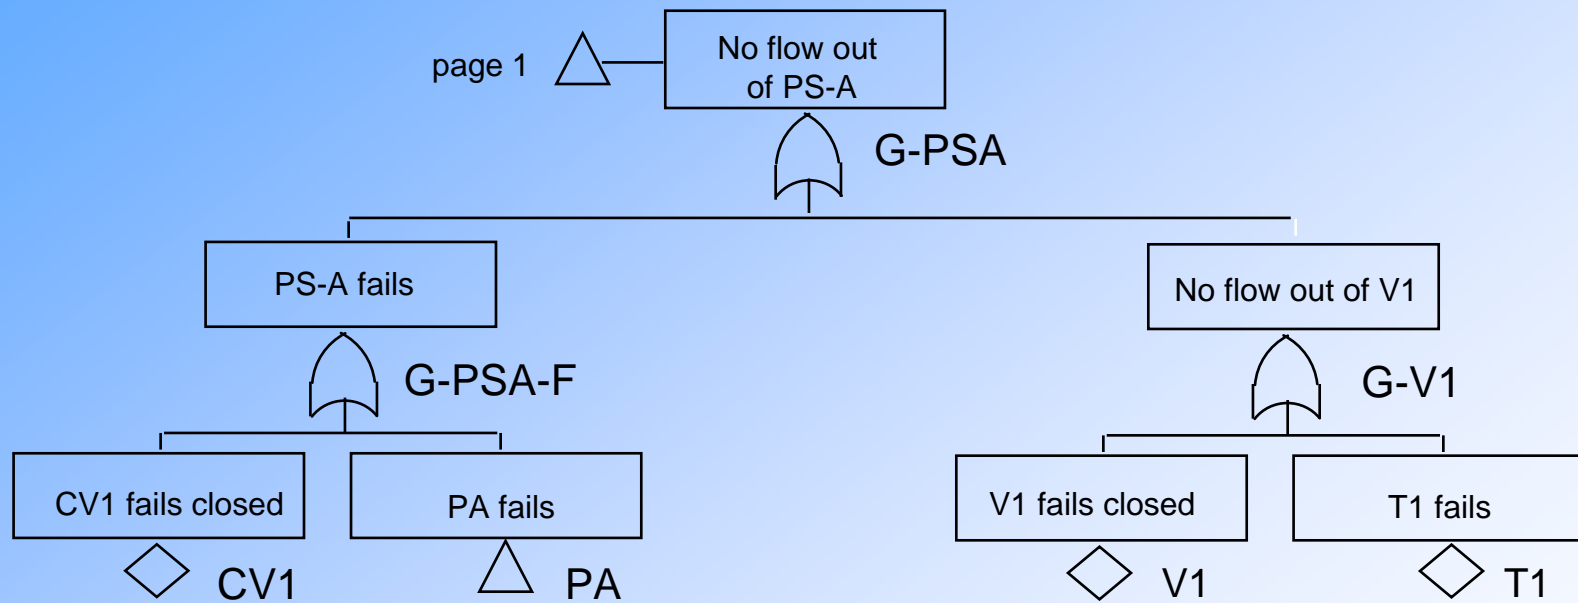 page 1
No flow out
of PS-A
G-PSA
PS-A fails
No flow out of V1
G-PSA-F
G-V1
CV1 fails closed
PA fails
V1 fails closed
T1 fails
CV1
PA
V1
T1